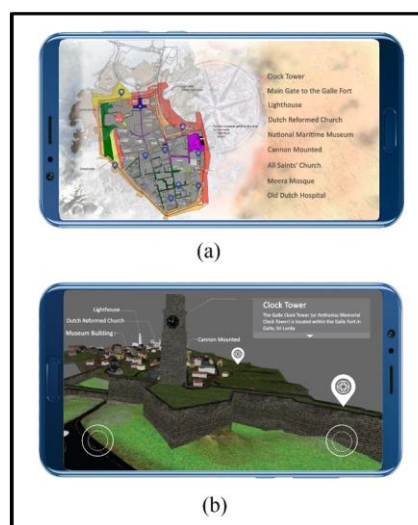 Clock Tower
Main Gate to the Galle Fort
Lighthouse
Dutch Reformed Church
National Maritime Museum
Cannon Mounted
All Saints' Church
Meera Mosque
Old Dutch Hospital
(a)
Lighthouse
Dutch Reformed Church
Museum Building
Cannon Mounted
Clock Tower
The Galle Clock Tower (or Anthonisz Memorial
Clock Tower) is located within the Galle Fort in
Galle, Sri Lanka
(b)